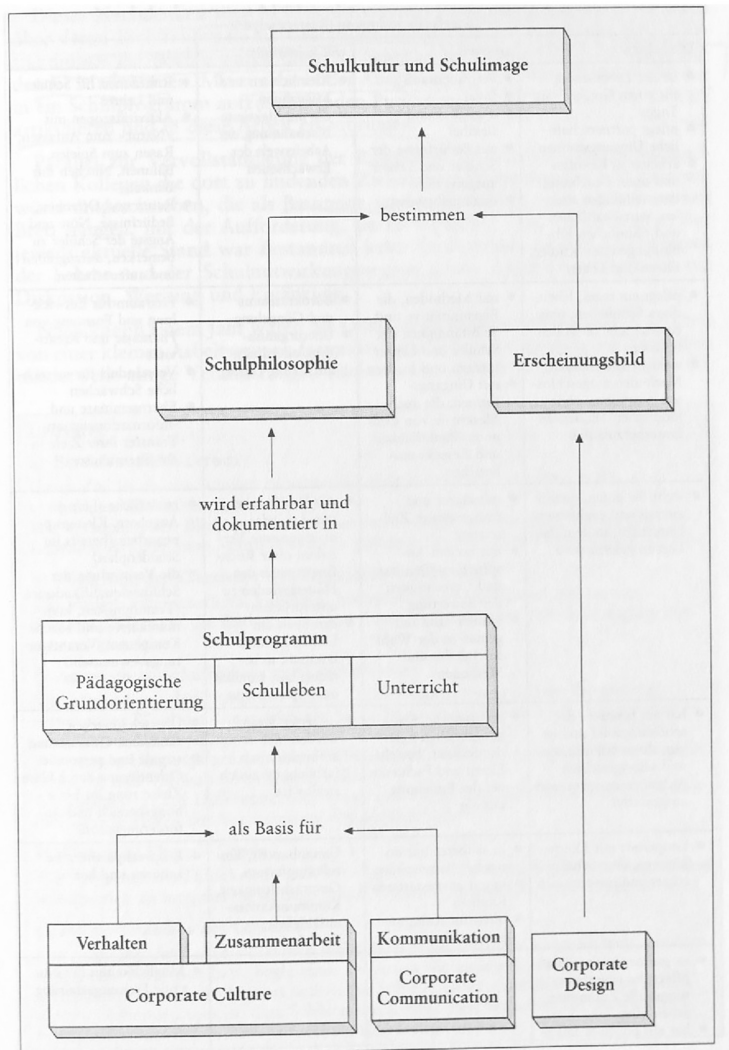 Schulkultur und Schulimage
bestimmen
Schulphilosophie
Erscheinungsbild
wird erfahrbar und
dokumentiert in
Schulprogramm
Pädagogische
Grundorientierung
Schulleben
Unterricht
als Basis für
Verhalten
Zusammenarbeit
Kommunikation
Corporate Culture
Corporate
Communication
Corporate
Design